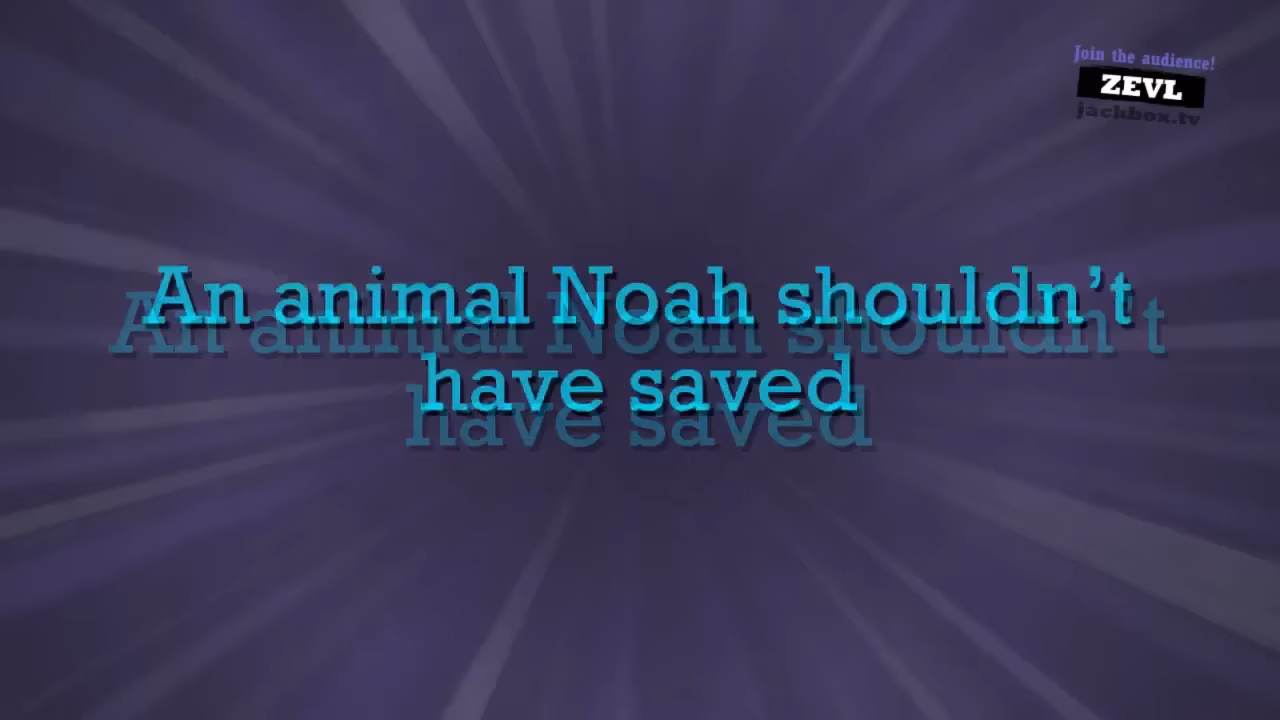 Join the audience!
ZEVL
jackbox.tv
An animal Noah shouldn't
have saved